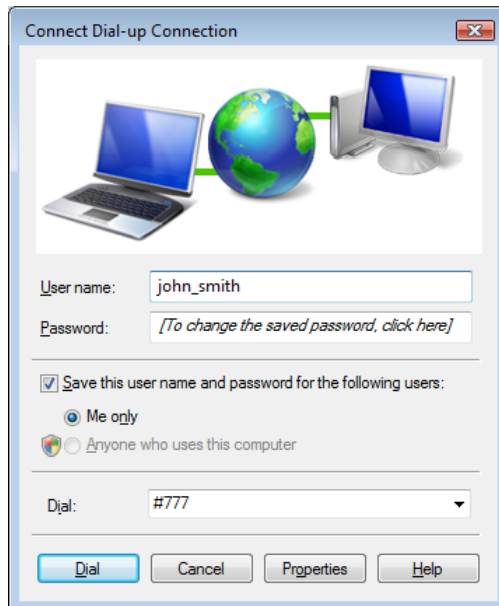 Connect Dial-up Connection
User name: john_smith
Password: [To change the saved password, click here]
Save this user name and password for the following users:
Me only
Anyone who uses this computer
Dial: #777
Dial Cancel Properties Help